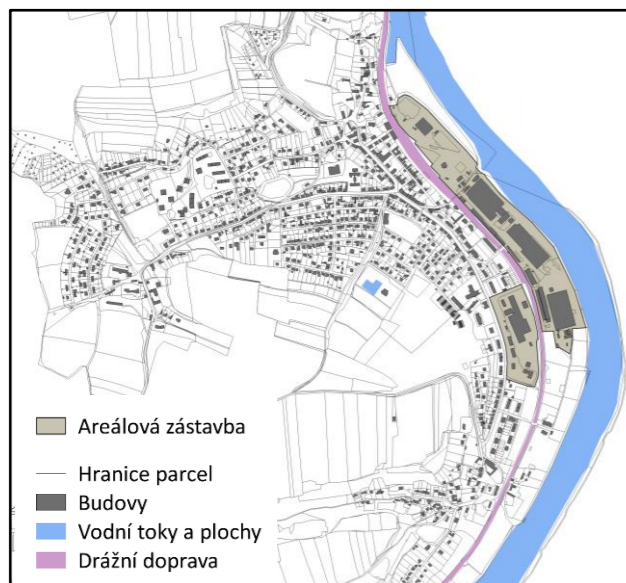 Areálová zástavba
Hranice parcel
Budovy
Vodní toky a plochy
Drážní doprava